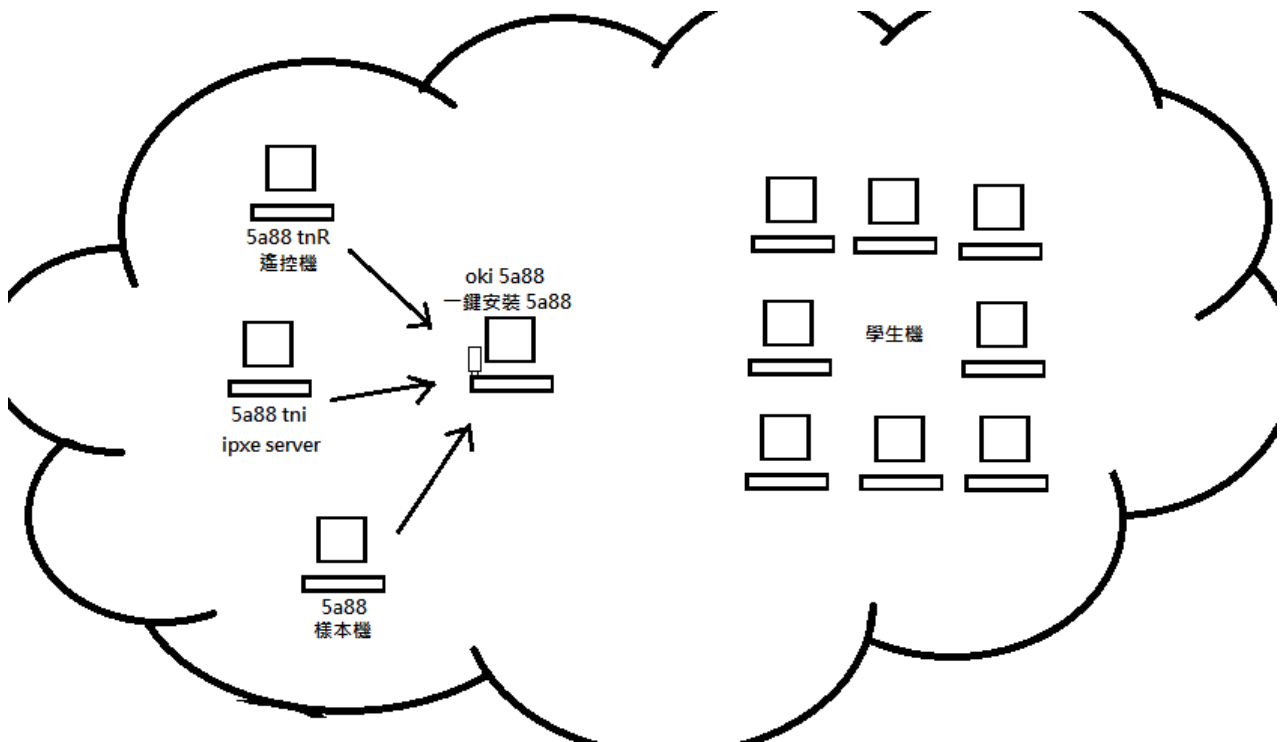 5a88 tnR
遙控機
oki 5a88
一鍵安裝 5a88
5a88 tni
ipxe server
學生機
5a88
樣本機